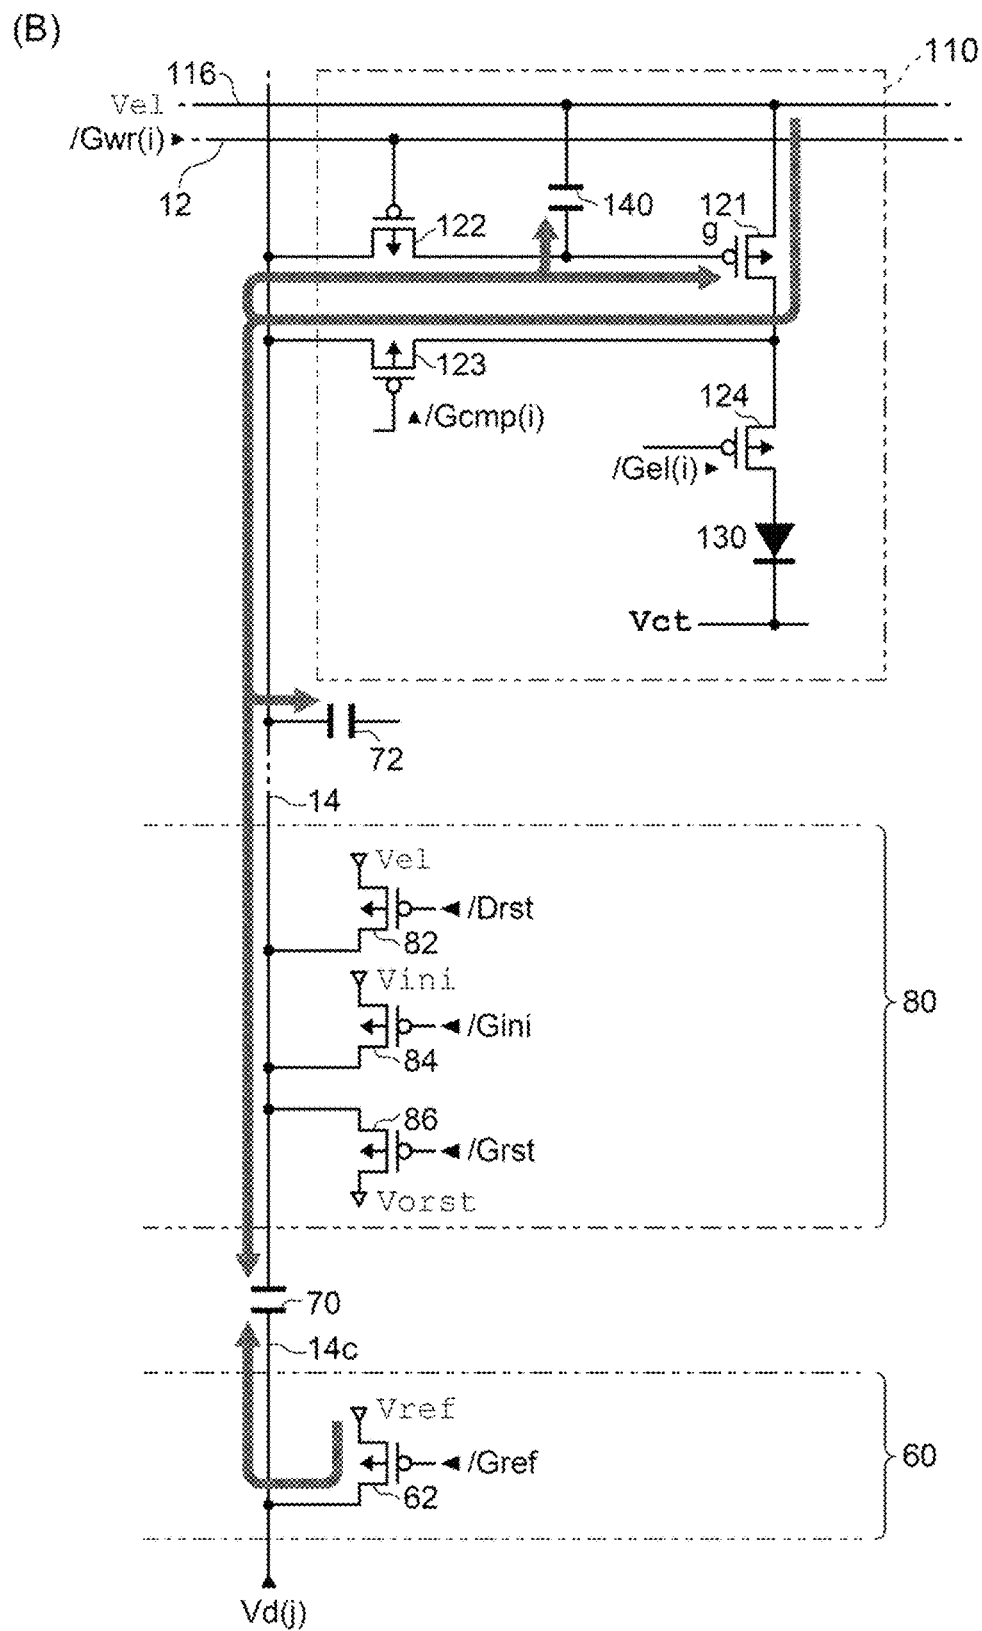 (B)
110
116
Vel
/Gwr(i)
12
122
140
121
g
123
/Gcmp(i)
124
/Gel(i)
130
Vct
72
14
Vel
/Drst
82
Vini
/Gini
84
80
86
/Grst
Vorst
70
14c
Vref
/Gref
62
60
Vd(j)